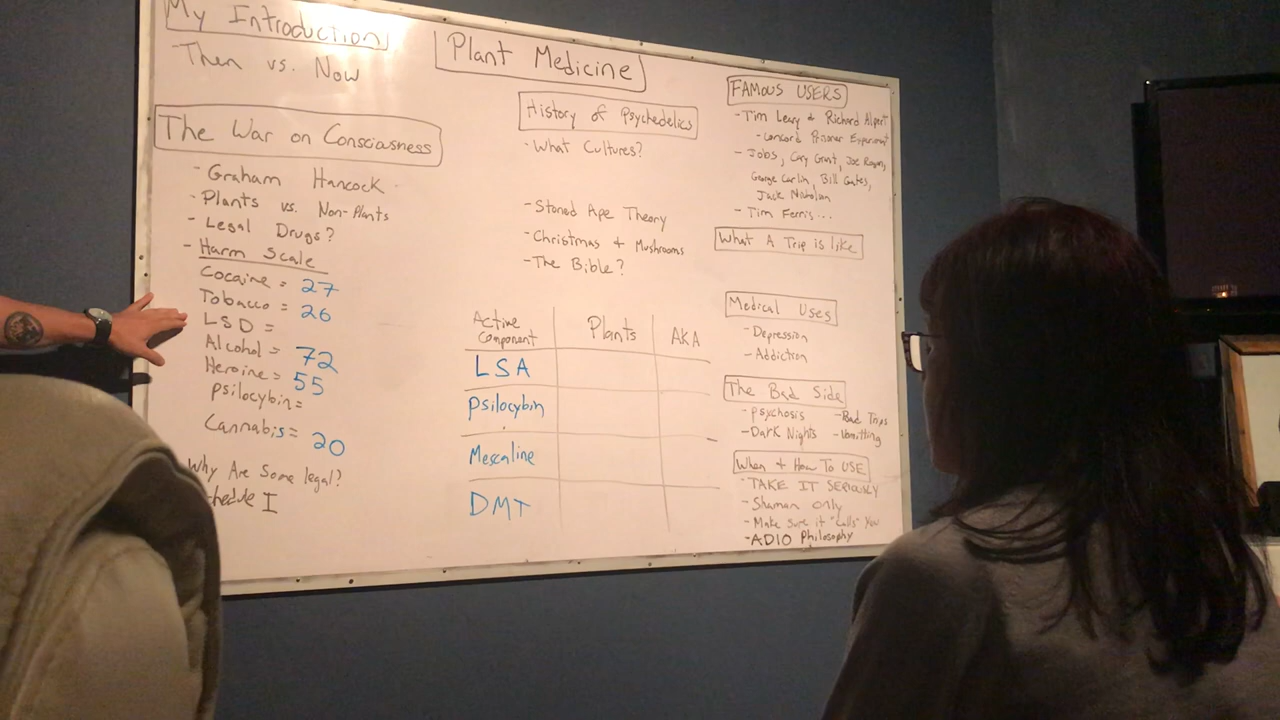 My Introduction
Then vs. Now
The War on Consciasness
- Graham Hancock
- Plants vs. Non-Plants
- Legal Drugs?
- Harm Scale
Cocaine = 27
Tobacco = 26
LSD =
Alcohol = 72
Heroine = 55
Psilocybin =
Cannabis = 20
Why Are Some legal?
hedule I
Plant Medicine
History of Psychedelics
- What Cultures?
- Stoned Ape Theory
- Christmas & Mushrooms
- The Bible?
Active Component Plants AKA
LSA
Psilocybin
Mescaline
DMT
FAMOUS USERS
- Tim Leary & Richard Alpert
- Concord Prisoner Experiment
- Jobs, Cary Grant, Joe Rogan,
George Carlin, Bill Gates,
Jack Nicholson
- Tim Ferris...
What A Trip is like
Medical Uses
- Depression
- Addiction
The Bad Side
- psychosis - Bad Trips
- Dark Nights - Vomitting
When & How To USE
- TAKE IT SERIOUSLY
- Shaman only
- Make sure it "calls" you
- ADIO Philosophy